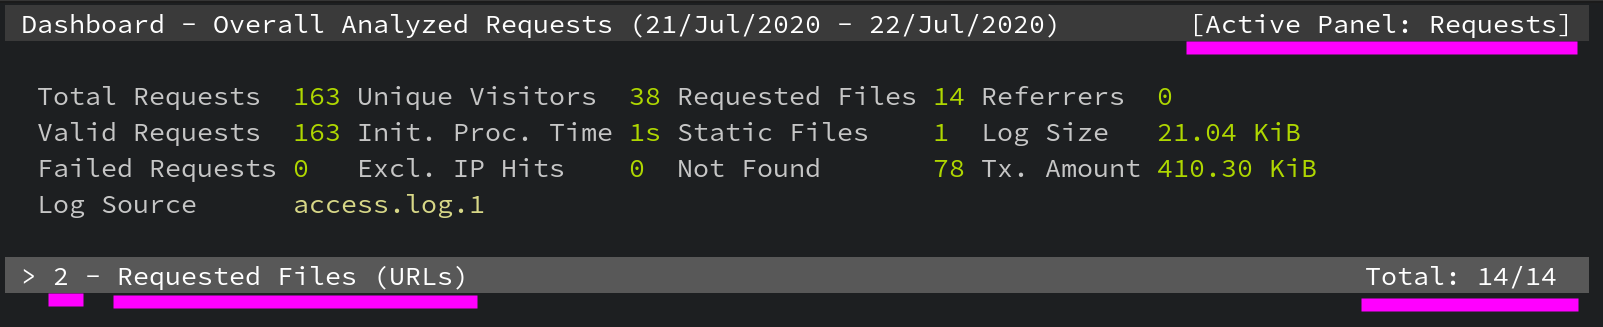 Dashboard - Overall Analyzed Requests (21/Jul/2020 - 22/Jul/2020) [Active Panel: Requests]
Total Requests 163 Unique Visitors 38 Requested Files 14 Referrers 0
Valid Requests 163 Init. Proc. Time 1s Static Files 1 Log Size 21.04 KiB
Failed Requests 0 Excl. IP Hits 0 Not Found 78 Tx. Amount 410.30 KiB
Log Source access.log.1
> 2 - Requested Files (URLs) Total: 14/14